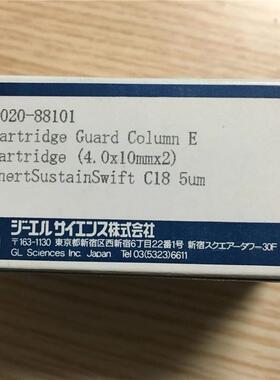 020-88101
artridge Guard Column E
artridge (4.0x10mmx2)
nertSustainSwift C18 5um
ジーエル サイエンス株式会社
〒163-1130 東京都新宿区西新宿6丁目22番1号 新宿スクエアータワー30F
GL Sciences Inc. Japan Tel 03(5323)6611